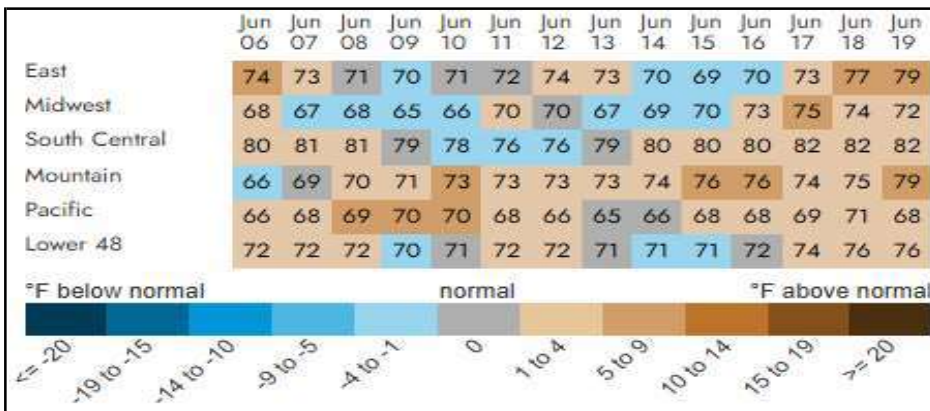 Jun Jun Jun Jun Jun Jun Jun Jun Jun Jun Jun Jun Jun Jun
06 07 08 09 10 11 12 13 14 15 16 17 18 19
East 74 73 71 70 71 72 74 73 70 69 70 73 77 79
Midwest 68 67 68 65 66 70 70 67 69 70 73 75 74 72
South Central 80 81 81 79 78 76 76 79 80 80 80 82 82 82
Mountain 66 69 70 71 73 73 73 73 74 76 76 74 75 79
Pacific 66 68 69 70 70 68 66 65 66 68 68 69 71 68
Lower 48 72 72 72 70 71 72 72 71 71 71 72 74 76 76
°F below normal normal °F above normal
<= -20 -19 to -15 -14 to -10 -9 to -5 -4 to -1 0 1 to 4 5 to 9 10 to 14 15 to 19 >= 20